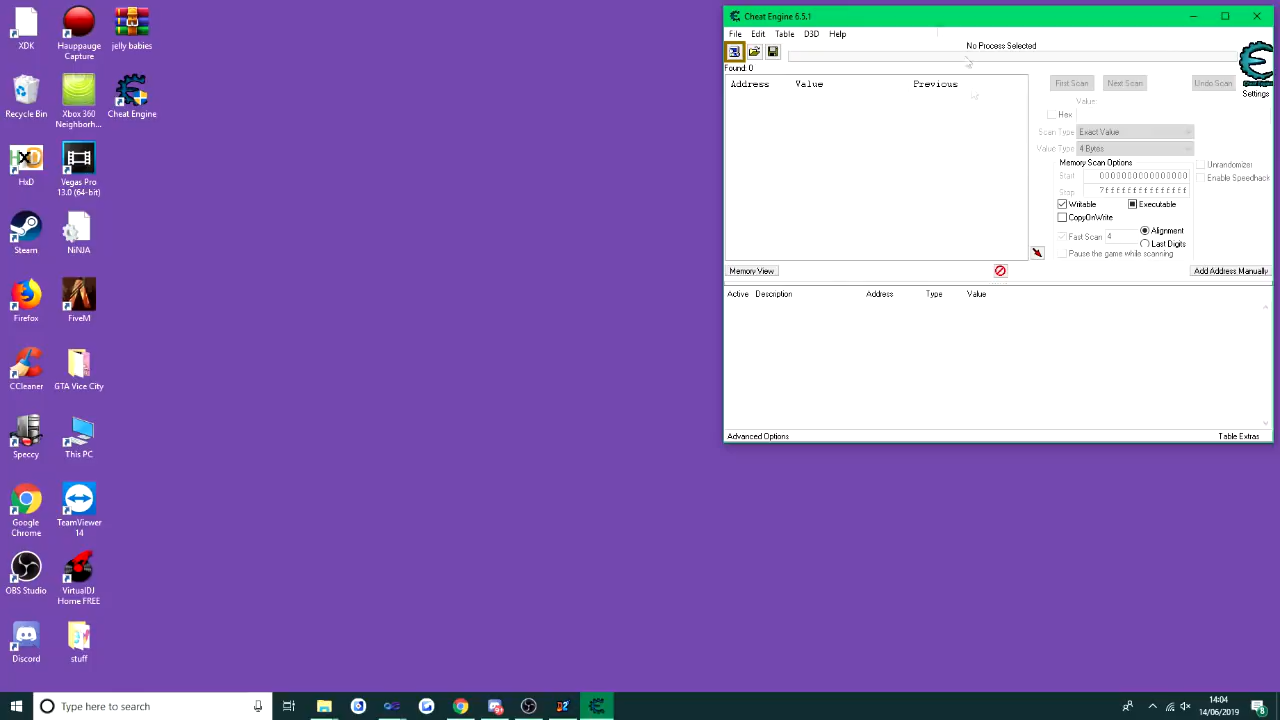 XDK
Hauppauge
Capture
jelly babies
Recycle Bin
Xbox 360
Neighborh...
Cheat Engine
HxD
Vegas Pro
13.0 (64-bit)
Steam
NiNJA
Firefox
FiveM
CCleaner
GTA Vice City
Speccy
This PC
Google
Chrome
TeamViewer
14
OBS Studio
VirtualDJ
Home FREE
Discord
stuff
Cheat Engine 6.5.1
File Edit Table D3D Help
No Process Selected
Found: 0
Address Value Previous
First Scan Next Scan Undo Scan
Settings
Value:
Hex
Scan Type Exact Value
Value Type 4 Bytes
Memory Scan Options
Start 0000000000000000
Stop 7fffffffffffffff
Writable Executable
CopyOnWrite
Fast Scan 4 Alignment
Last Digits
Pause the game while scanning
Unrandomizer
Enable Speedhack
Memory View
Add Address Manually
Active Description Address Type Value
Advanced Options
Table Extras
Type here to search
14:04
14/06/2019